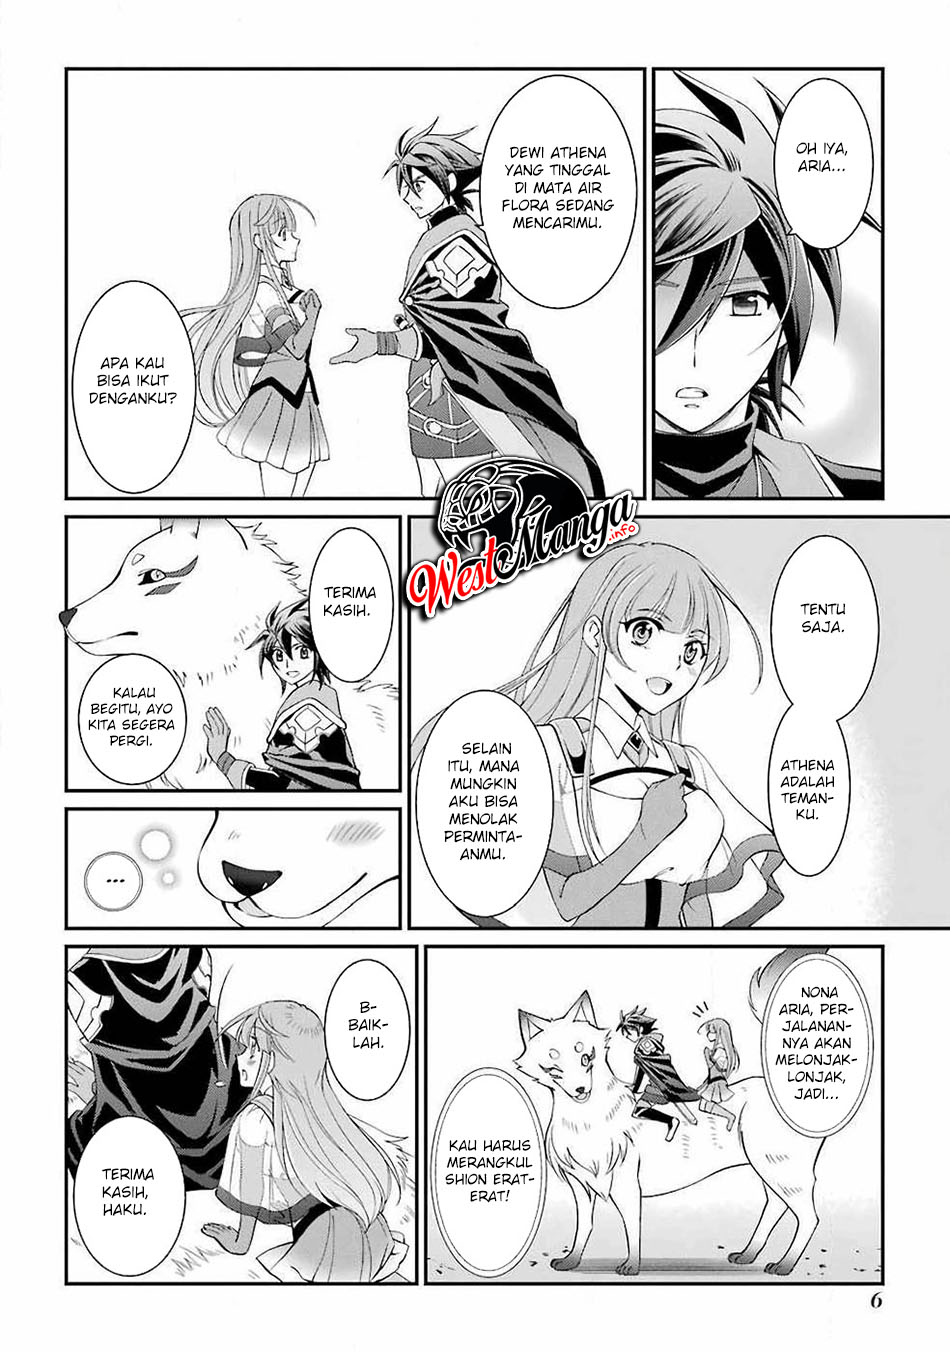 OH IYA,
ARIA...
DEWI ATHENA
YANG TINGGAL
DI MATA AIR
FLORA SEDANG
MENCARIMU.
APA KAU
BISA IKUT
DENGANKU?
WestManga
.info
TENTU
SAJA.
ATHENA
ADALAH
TEMAN-
KU.
SELAIN
ITU, MANA
MUNGKIN
AKU BISA
MENOLAK
PERMINTA-
ANMU.
TERIMA
KASIH.
KALAU
BEGITU, AYO
KITA SEGERA
PERGI.
...
NONA
ARIA, PER-
JALANAN-
NYA AKAN
MELONJAK-
LONJAK,
JADI...
KAU HARUS
MERANGKUL
SHION ERAT-
ERAT!
B-
BAIK-
LAH.
TERIMA
KASIH,
HAKU.
6